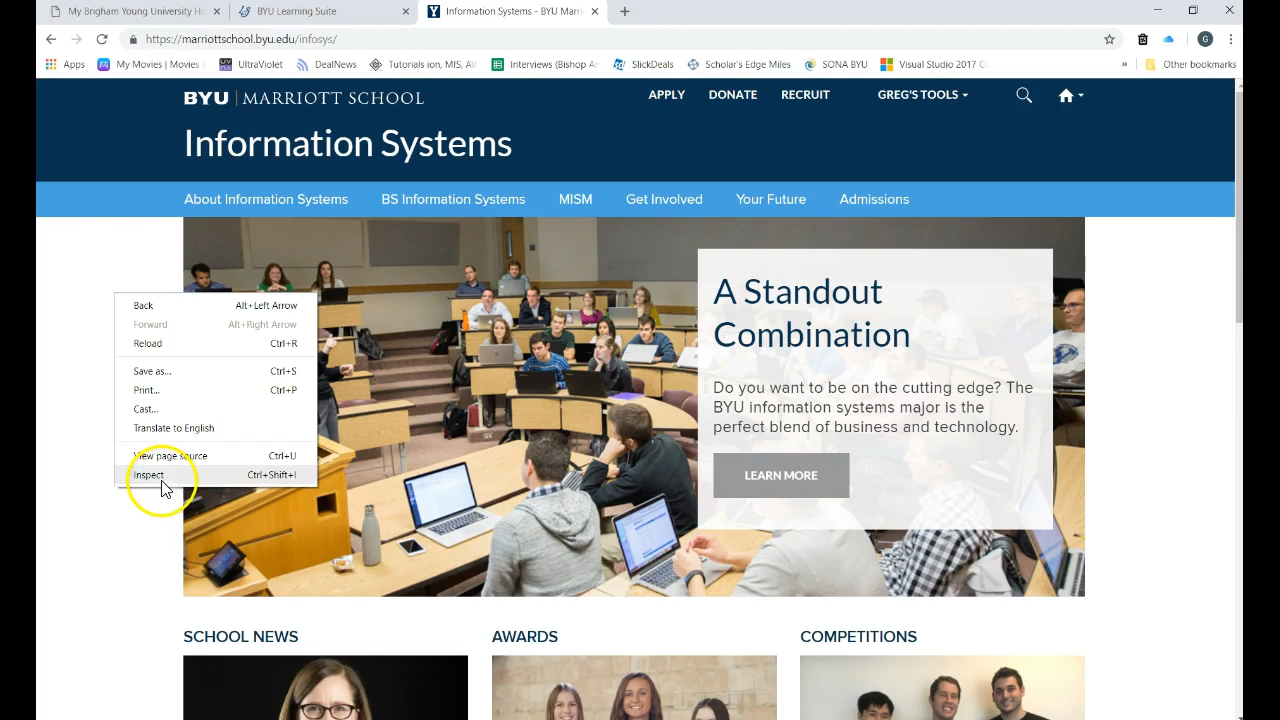 My Brigham Young University Ho
BYU Learning Suite
Information Systems - BYU Marri
https://marriottschool.byu.edu/infosys/
G
Apps
My Movies | Movies
UltraViolet
DealNews
Tutorials ion, MIS, AW
Interviews (Bishop Ar
SlickDeals
Scholar's Edge Miles
SONA BYU
Visual Studio 2017 Co
»
Other bookmarks
BYU | MARRIOTT SCHOOL
APPLY
DONATE
RECRUIT
GREG'S TOOLS
Information Systems
About Information Systems
BS Information Systems
MISM
Get Involved
Your Future
Admissions
Back Alt+Left Arrow
Forward Alt+Right Arrow
Reload Ctrl+R
Save as... Ctrl+S
Print... Ctrl+P
Cast...
Translate to English
View page source Ctrl+U
Inspect Ctrl+Shift+I
A Standout
Combination
Do you want to be on the cutting edge? The
BYU information systems major is the
perfect blend of business and technology.
LEARN MORE
SCHOOL NEWS
AWARDS
COMPETITIONS